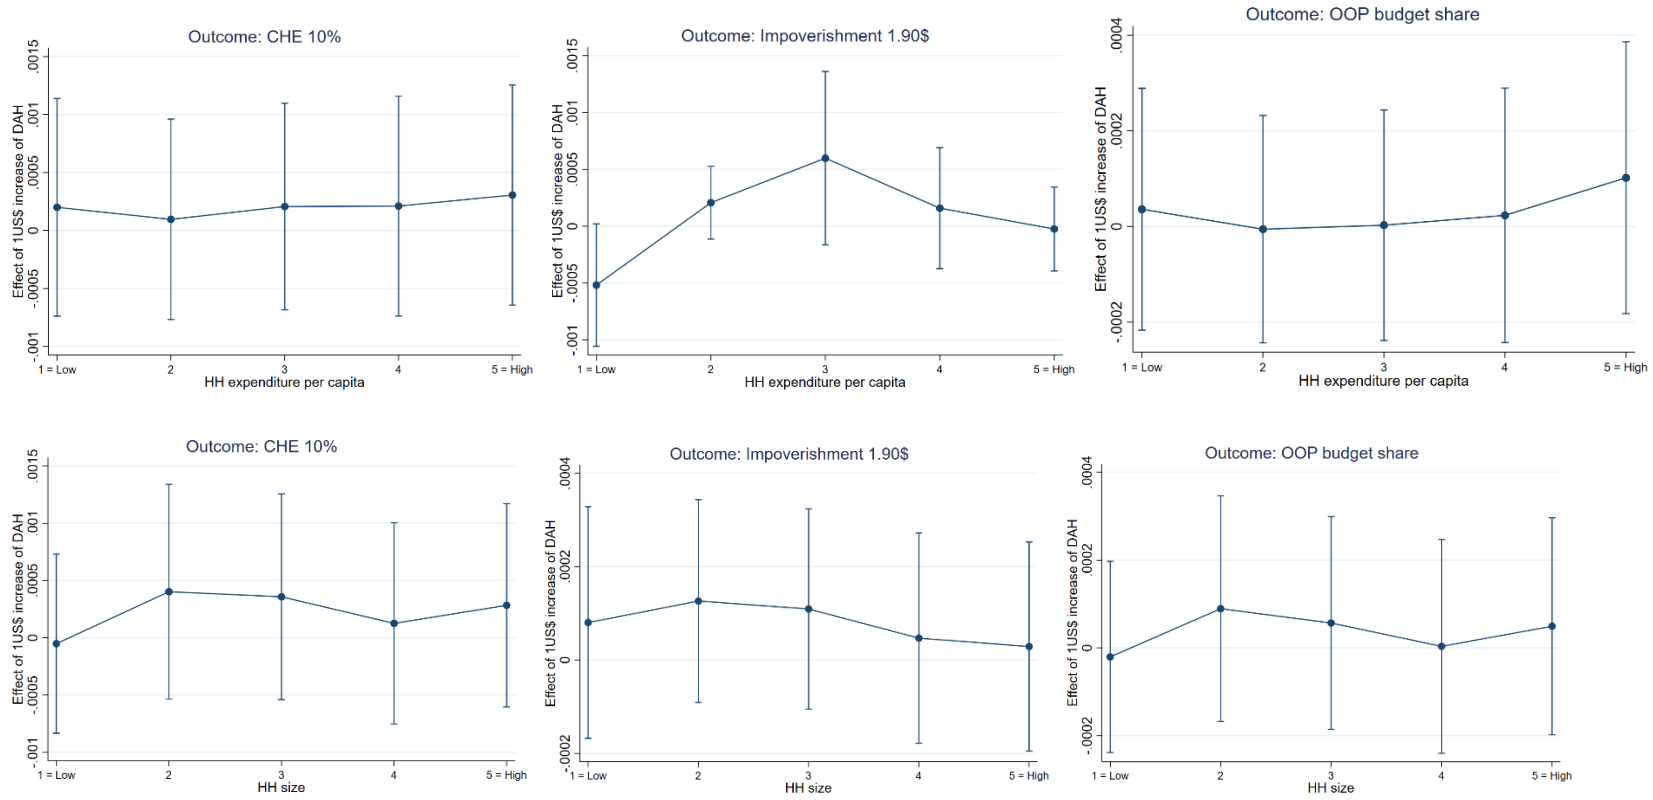 Outcome: CHE 10%
Effect of 1US$ increase of DAH
.0015
.001
.0005
0
-.0005
-.001
1 = Low
2
3
4
5 = High
HH expenditure per capita
Outcome: Impoverishment 1.90$
Effect of 1US$ increase of DAH
.0015
.001
.0005
0
-.0005
-.001
1 = Low
2
3
4
5 = High
HH expenditure per capita
Outcome: OOP budget share
Effect of 1US$ increase of DAH
.0004
.0002
0
-.0002
1 = Low
2
3
4
5 = High
HH expenditure per capita
Outcome: CHE 10%
Effect of 1US$ increase of DAH
.0015
.001
.0005
0
-.0005
-.001
1 = Low
2
3
4
5 = High
HH size
Outcome: Impoverishment 1.90$
Effect of 1US$ increase of DAH
.0004
.0002
0
-.0002
1 = Low
2
3
4
5 = High
HH size
Outcome: OOP budget share
Effect of 1US$ increase of DAH
.0004
.0002
0
-.0002
1 = Low
2
3
4
5 = High
HH size